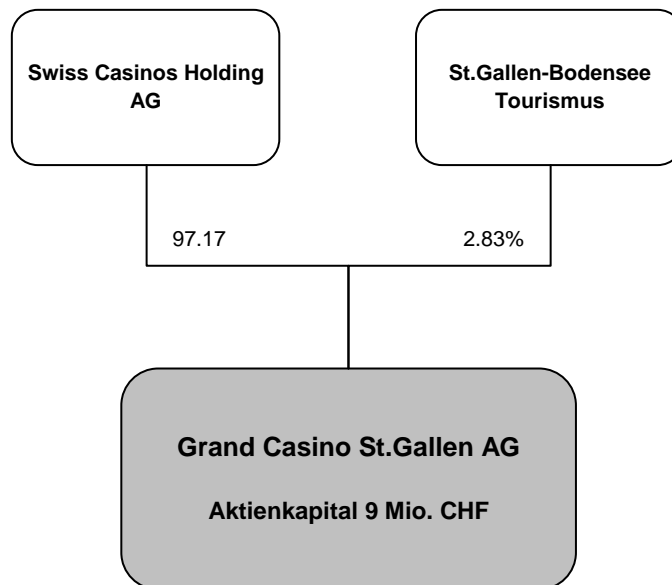 Swiss Casinos Holding
AG
St.Gallen-Bodensee
Tourismus
97.17
2.83%
Grand Casino St.Gallen AG
Aktienkapital 9 Mio. CHF